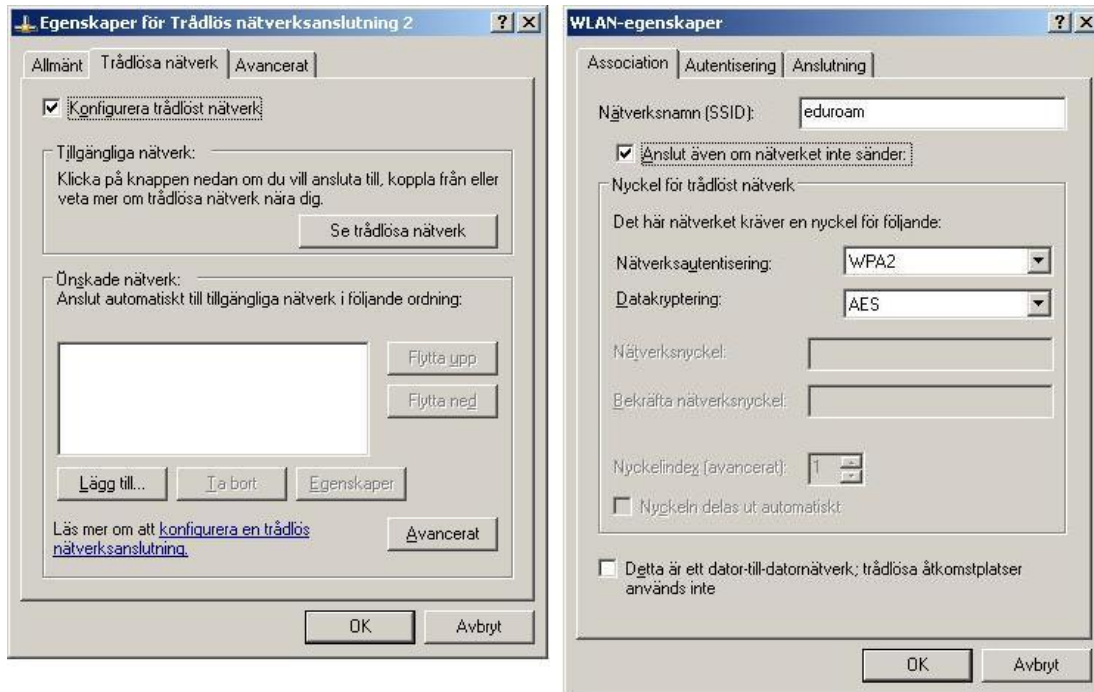 Egenskaper för Trådlös nätverksanslutning 2
Allmänt Trådlösa nätverk Avancerat
Konfigurera trådlöst nätverk
Tillgängliga nätverk:
Klicka på knappen nedan om du vill ansluta till, koppla från eller
veta mer om trådlösa nätverk nära dig.
Se trådlösa nätverk
Önskade nätverk:
Anslut automatiskt till tillgängliga nätverk i följande ordning:
Flytta upp
Flytta ned
Lägg till... Ta bort Egenskaper
Läs mer om att konfigurera en trådlös
nätverksanslutning.
Avancerat
OK Avbryt
WLAN-egenskaper
Association Autentisering Anslutning
Nätverksnamn (SSID): eduroam
Anslut även om nätverket inte sänder:
Nyckel för trådlöst nätverk
Det här nätverket kräver en nyckel för följande:
Nätverksautentisering: WPA2
Datakryptering: AES
Nätverksnyckel:
Bekräfta nätverksnyckel:
Nyckelindex (avancerat): 1
Nyckeln delas ut automatiskt
Detta är ett dator-till-datornätverk; trådlösa åtkomstplatser
används inte
OK Avbryt